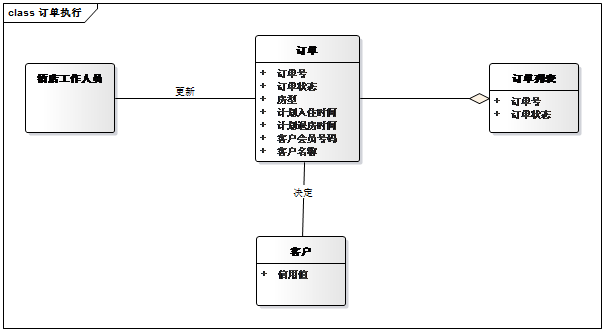 class 订单执行
酒店工作人员
更新
订单
+ 订单号
+ 订单状态
+ 房型
+ 计划入住时间
+ 计划退房时间
+ 客户会员号码
+ 客户名称
订单列表
+ 订单号
+ 订单状态
决定
客户
+ 信用值